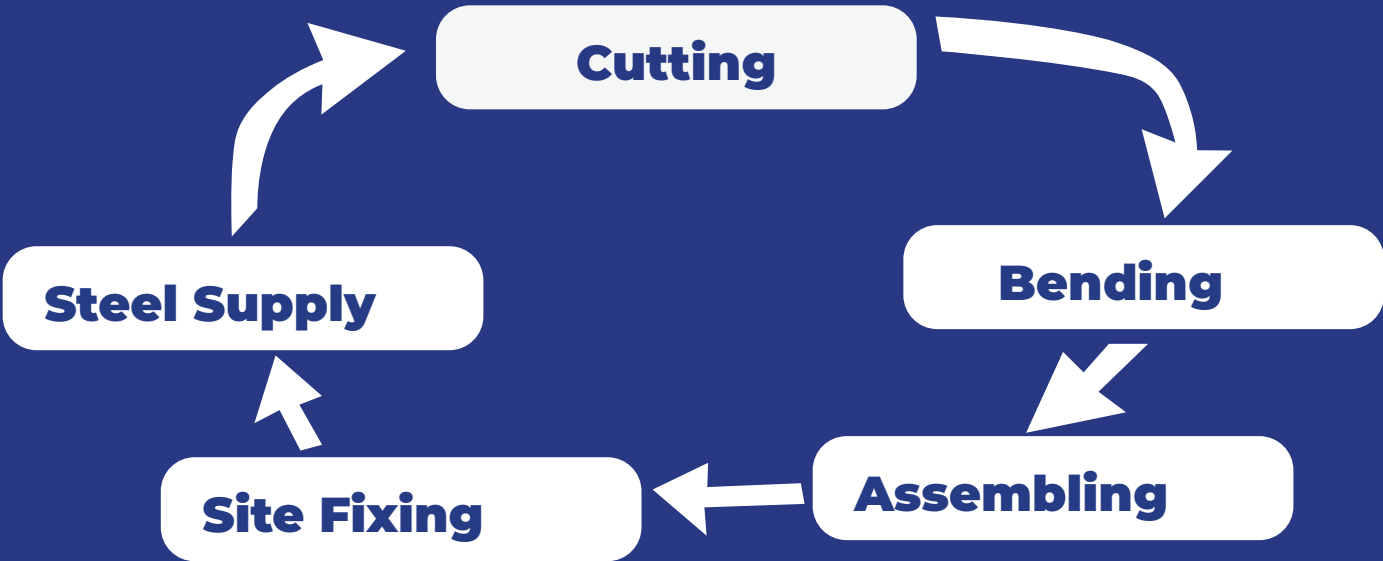 Cutting
Bending
Steel Supply
Assembling
Site Fixing